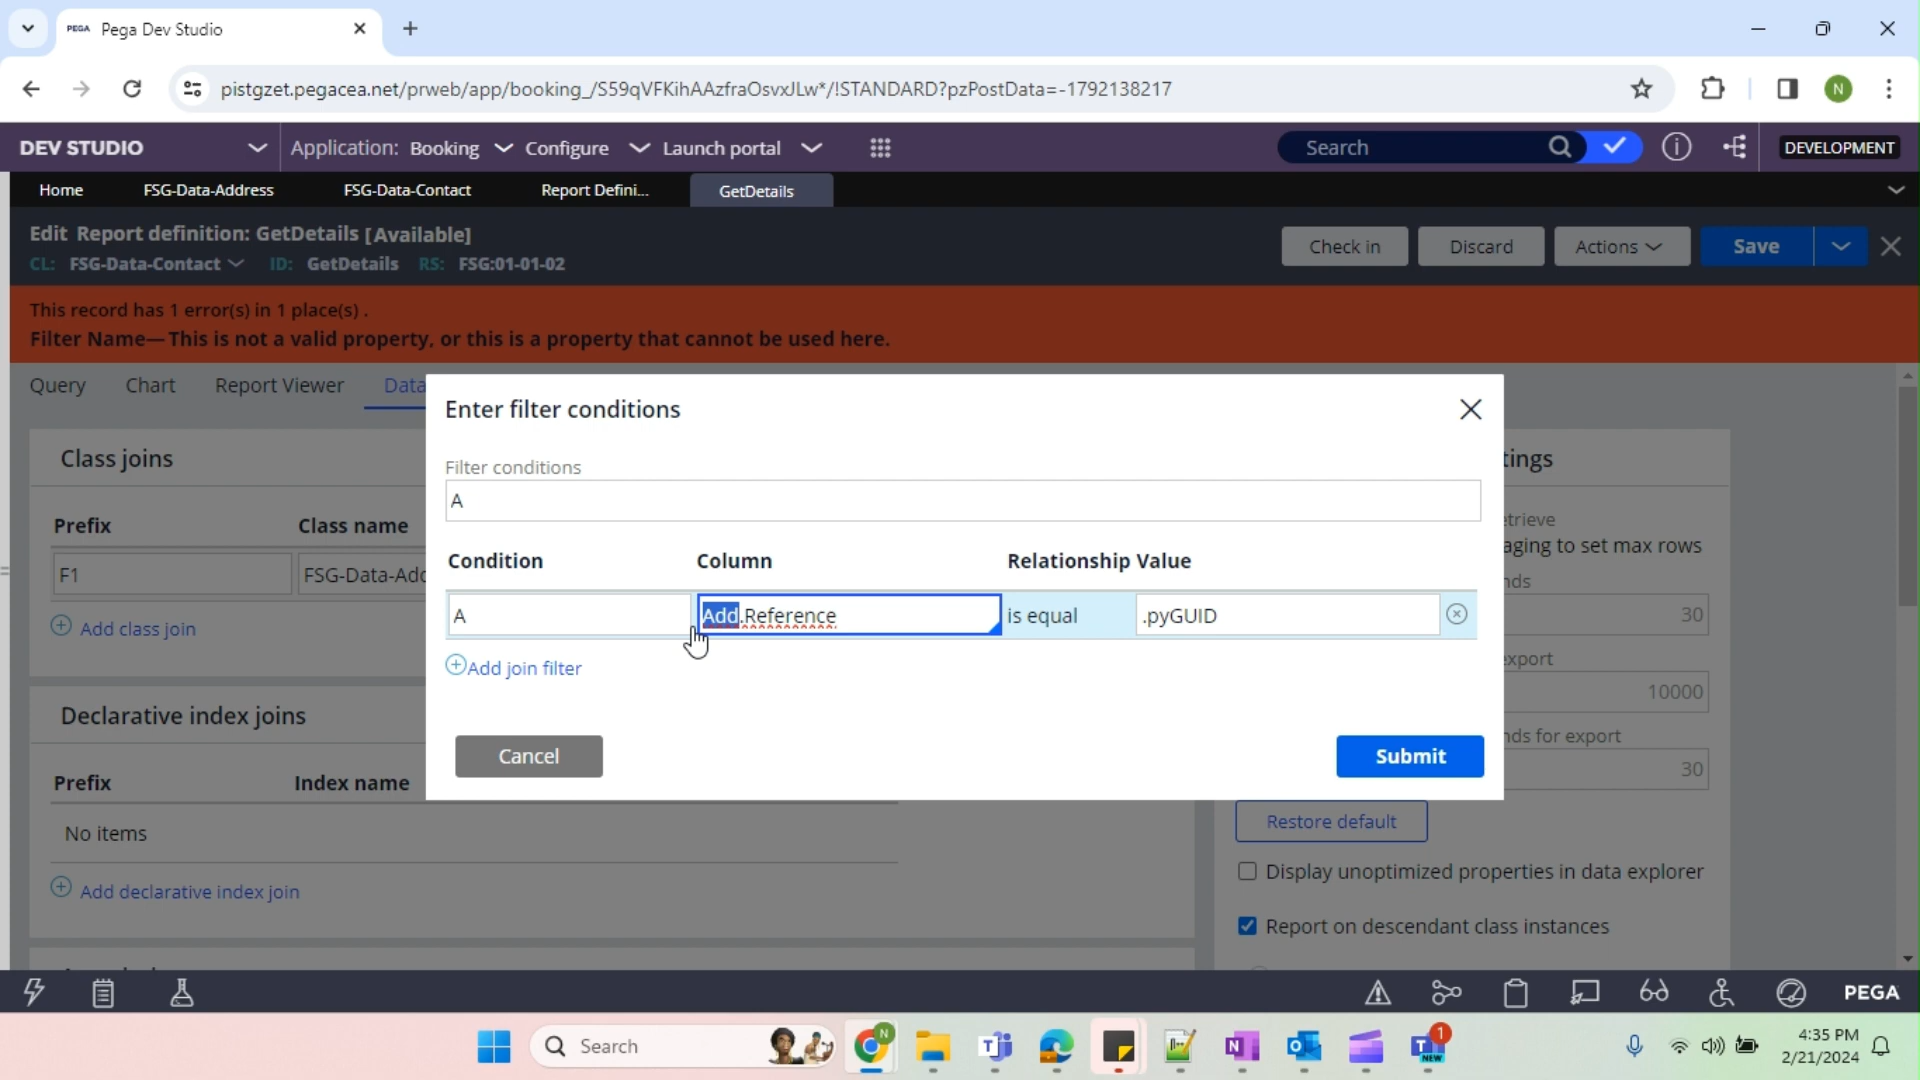 PEGA Pega Dev Studio
pistgzet.pegacea.net/prweb/app/booking_/S59qVFKihAAzfraOsvxJLw*/!STANDARD?pzPostData=-1792138217
N
DEV STUDIO Application: Booking Configure Launch portal Search DEVELOPMENT
Home FSG-Data-Address FSG-Data-Contact Report Defini... GetDetails
Edit Report definition: GetDetails [Available]
CL: FSG-Data-Contact ID: GetDetails RS: FSG:01-01-02
Check in Discard Actions Save
This record has 1 error(s) in 1 place(s) .
Filter Name— This is not a valid property, or this is a property that cannot be used here.
Query Chart Report Viewer Data
Class joins
Prefix Class name
F1 FSG-Data-Add
Add class join
Declarative index joins
Prefix Index name
No items
Add declarative index join
Enter filter conditions
Filter conditions
A
Condition Column Relationship Value
A Add.Reference is equal .pyGUID
Add join filter
Cancel Submit
tings
etrieve
aging to set max rows
nds
30
export
10000
nds for export
30
Restore default
Display unoptimized properties in data explorer
Report on descendant class instances
PEGA
Search N T N T 1 NEW
4:35 PM
2/21/2024